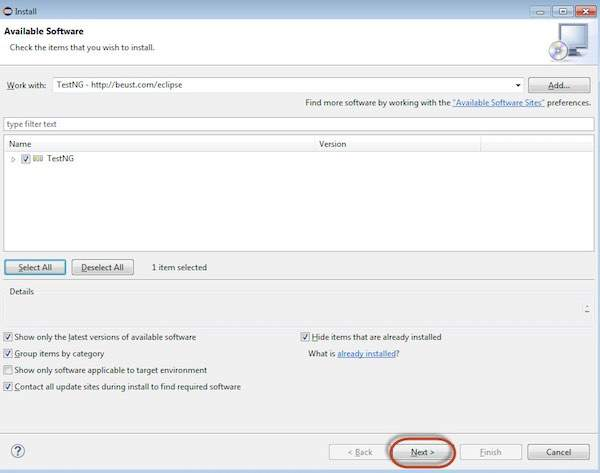 Install
Available Software
Check the items that you wish to install.
Work with: TestNG - http://beust.com/eclipse Add...
Find more software by working with the "Available Software Sites" preferences.
type filter text
Name Version
TestNG
Select All Deselect All 1 item selected
Details
Show only the latest versions of available software Hide items that are already installed
Group items by category What is already installed?
Show only software applicable to target environment
Contact all update sites during install to find required software
? < Back Next > Finish Cancel